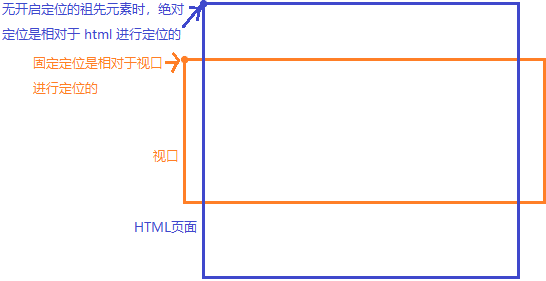 无开启定位的祖先元素时，绝对
定位是相对于 html 进行定位的
固定定位是相对于视口
进行定位的
视口
HTML页面